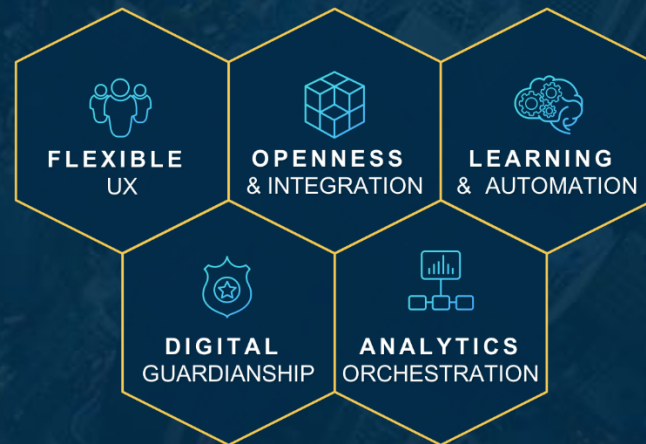 FLEXIBLE
UX
OPENNESS
& INTEGRATION
LEARNING
& AUTOMATION
DIGITAL
GUARDIANSHIP
ANALYTICS
ORCHESTRATION